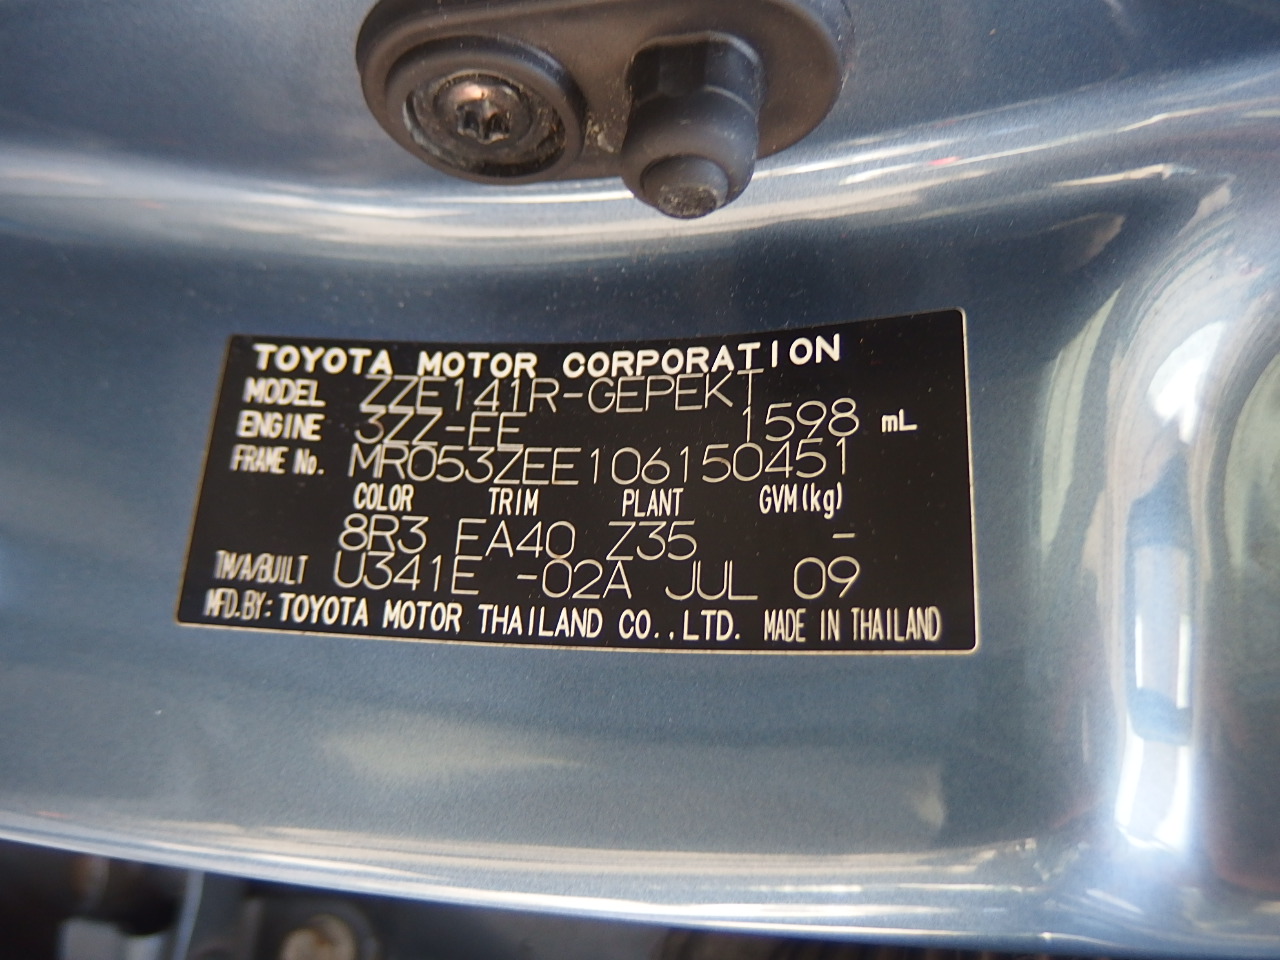 TOYOTA MOTOR CORPORATION
MODEL ZZE141R-GEPEKT
ENGINE 3ZZ-FE 1598 mL
FRAME No. MR053ZEE106150451
COLOR TRIM PLANT GVM(kg)
8R3 FA40 Z35 -
TM/A/BUILT U341E -02A JUL 09
MFD.BY: TOYOTA MOTOR THAILAND CO.,LTD. MADE IN THAILAND